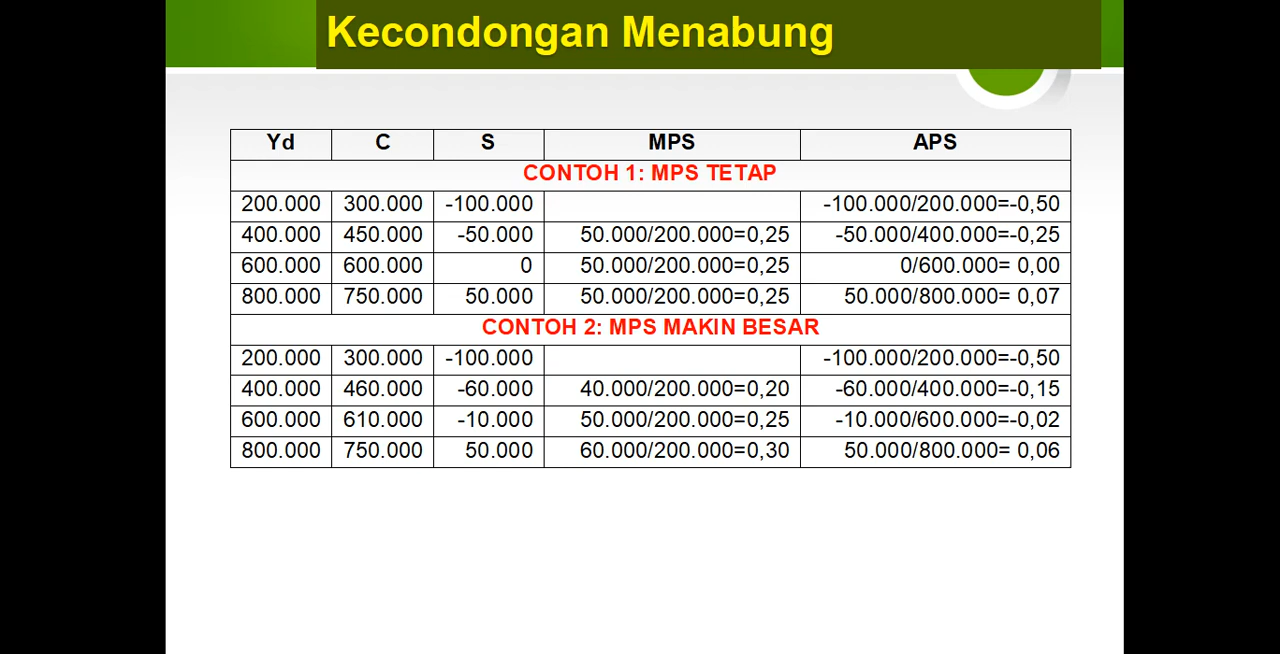 Kecondongan Menabung
Yd C S MPS APS
CONTOH 1: MPS TETAP
200.000 300.000 -100.000 -100.000/200.000=-0,50
400.000 450.000 -50.000 50.000/200.000=0,25 -50.000/400.000=-0,25
600.000 600.000 0 50.000/200.000=0,25 0/600.000= 0,00
800.000 750.000 50.000 50.000/200.000=0,25 50.000/800.000= 0,07
CONTOH 2: MPS MAKIN BESAR
200.000 300.000 -100.000 -100.000/200.000=-0,50
400.000 460.000 -60.000 40.000/200.000=0,20 -60.000/400.000=-0,15
600.000 610.000 -10.000 50.000/200.000=0,25 -10.000/600.000=-0,02
800.000 750.000 50.000 60.000/200.000=0,30 50.000/800.000= 0,06